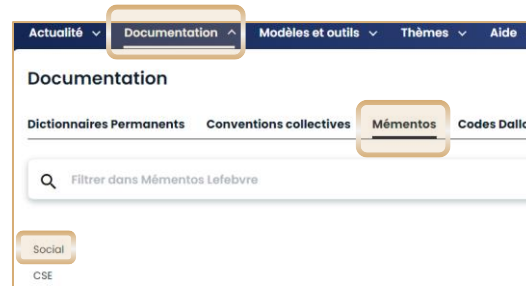 Actualité Documentation Modèles et outils Thèmes Aide
Documentation
Dictionnaires Permanents Conventions collectives Mémentos Codes
Filtrer dans Mémentos Lefebvre
Social
CSE